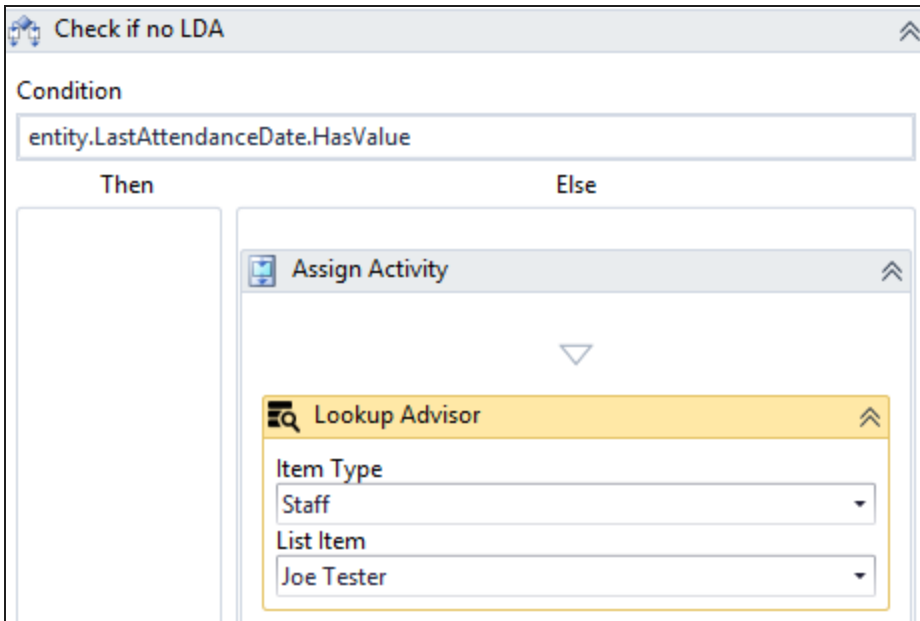 Check if no LDA
Condition
entity.LastAttendanceDate.HasValue
Then Else
Assign Activity
Lookup Advisor
Item Type
Staff
List Item
Joe Tester